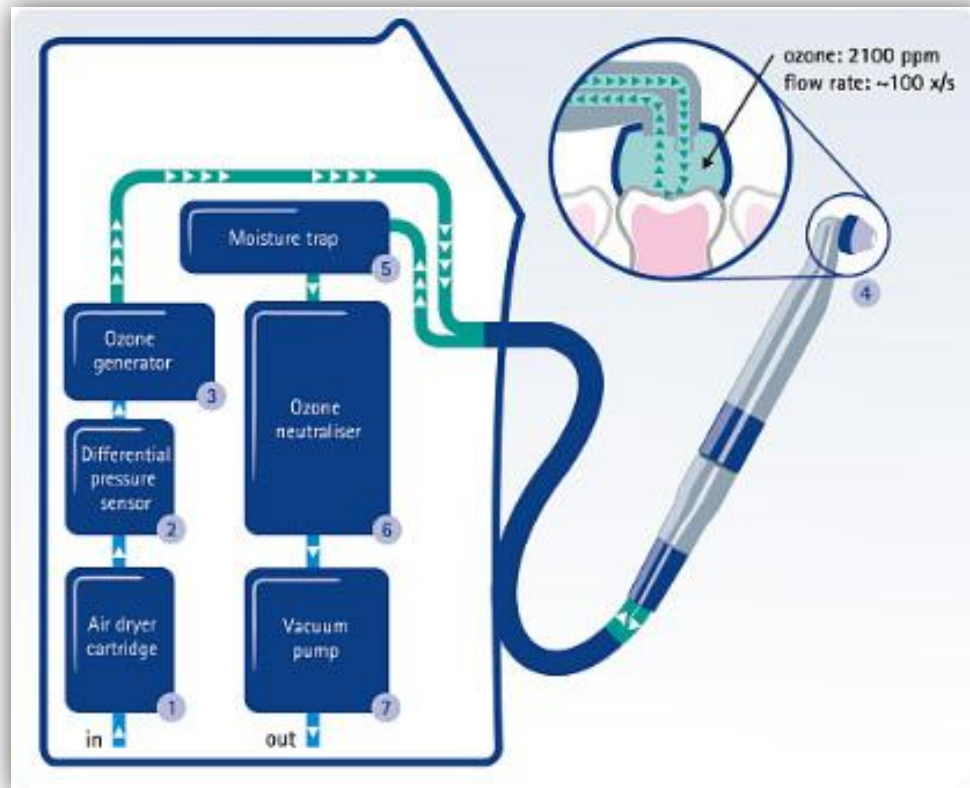 ozone: 2100 ppm
flow rate: ~100 x/s
Moisture trap
5
4
Ozone
generator
3
Ozone
neutraliser
6
Differential
pressure
sensor
2
Air dryer
cartridge
1
Vacuum
pump
7
in
out